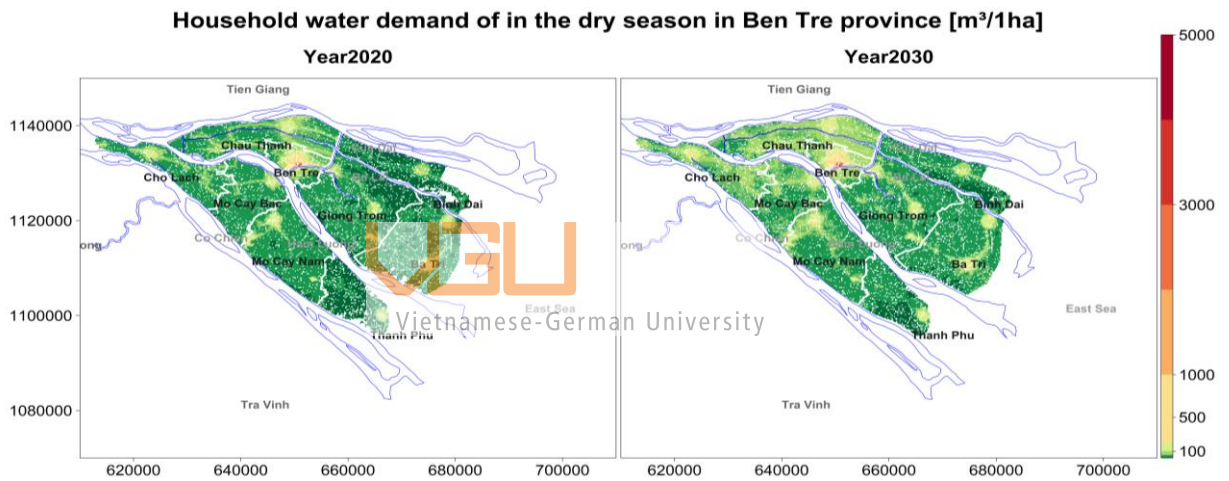 Household water demand of in the dry season in Ben Tre province [m³/1ha]
Year2020
Year2030
5000
3000
1000
500
100
1140000
1120000
1100000
1080000
Tien Giang
Chau Thanh
Cho Lach
Ben Tre
Mo Cay Bac
Giong Trom
Binh Dai
Mo Cay Nam
Ba Tri
East Sea
Thanh Phu
Tra Vinh
Tien Giang
Chau Thanh
Cho Lach
Ben Tre
Mo Cay Bac
Giong Trom
Binh Dai
ong
Mo Cay Nam
Ba Tri
East Sea
Thanh Phu
Tra Vinh
VGU
Vietnamese-German University
620000
640000
660000
680000
700000
620000
640000
660000
680000
700000